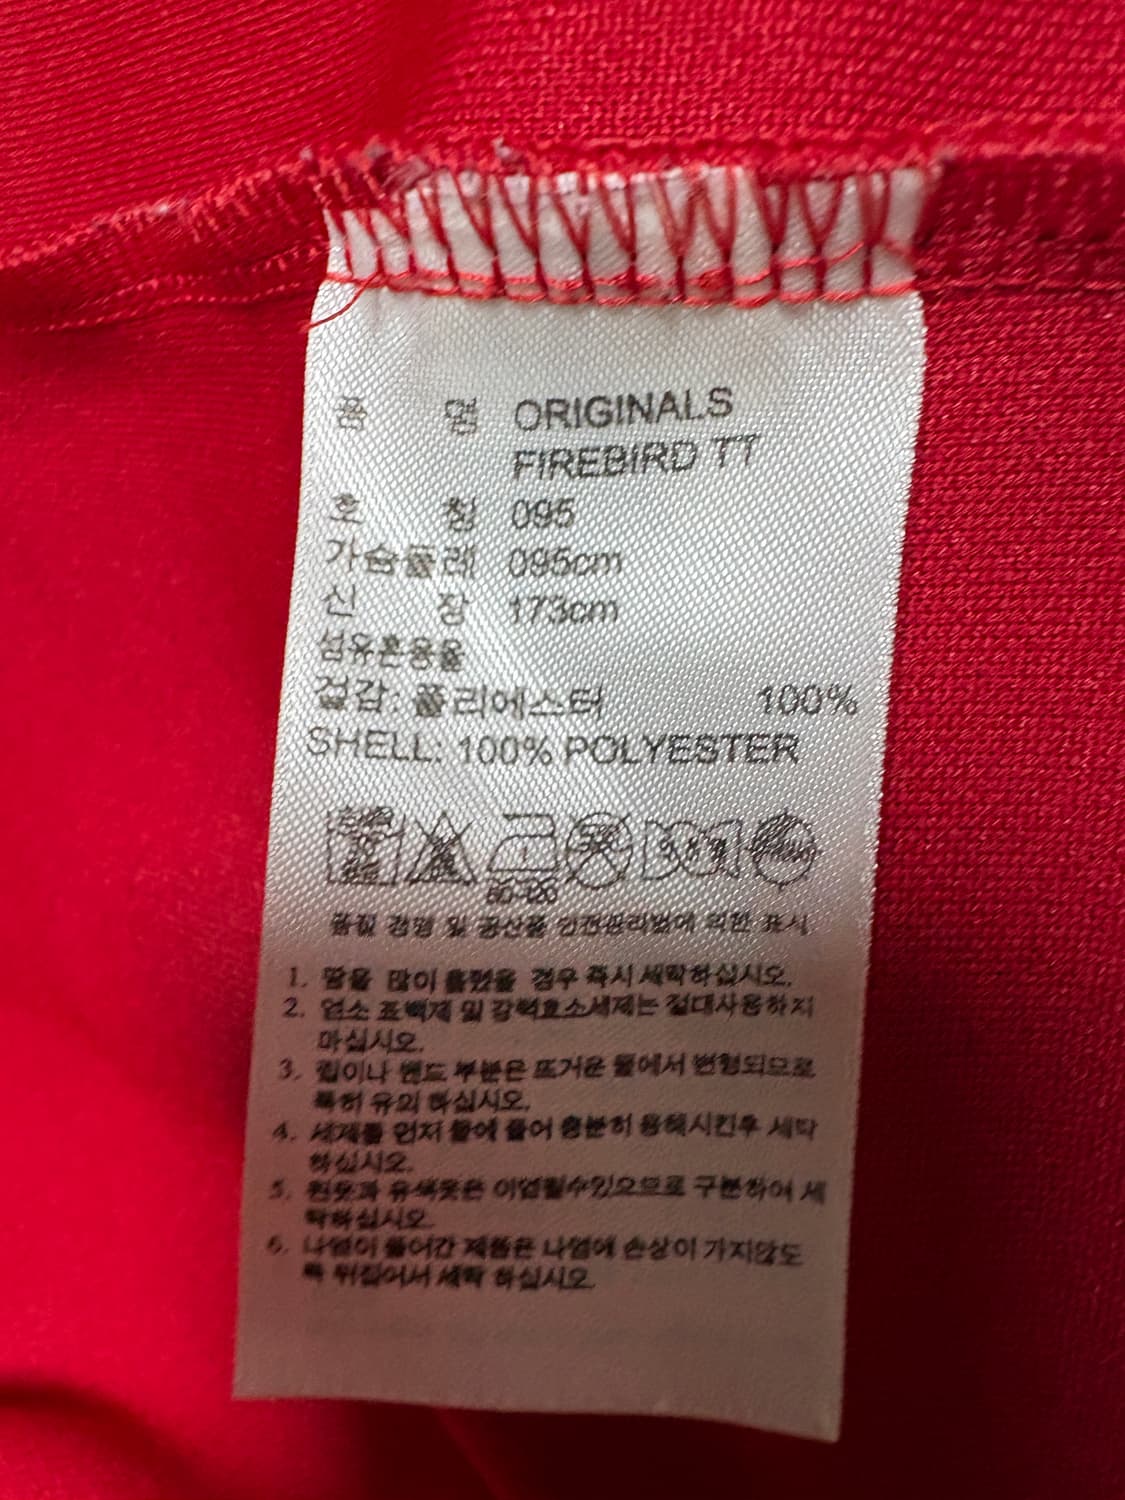 품 명 ORIGINALS
FIREBIRD TT
호 칭 095
가슴둘레 095cm
신 장 173cm
섬유혼용율
겉감: 폴리에스터 100%
SHELL: 100% POLYESTER
80-120
품질 경영 및 공산품 안전관리법에 의한 표시
1. 땀을 많이 흘렸을 경우 즉시 세탁하십시오.
2. 염소 표백제 및 강력효소세제는 절대사용하지
마십시오.
3. 립이나 밴드 부분은 뜨거운 물에서 변형되므로
특히 유의 하십시오.
4. 세제를 먼저 물에 풀어 충분히 용해시킨후 세탁
하십시오.
5. 흰옷과 유색옷은 이염될수있으므로 구분하여 세
탁하십시오.
6. 나염이 들어간 제품은 나염에 손상이 가지않도
록 뒤집어서 세탁 하십시오.